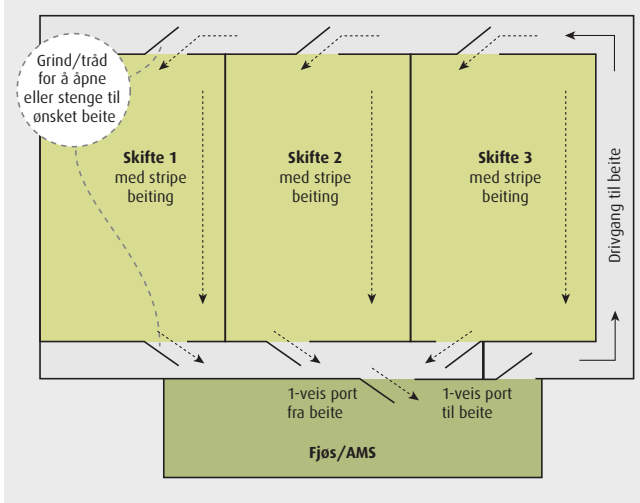 Grind/tråd
for å åpne
eller stenge til
ønsket beite
Skifte 1
med stripe
beiting
Skifte 2
med stripe
beiting
Skifte 3
med stripe
beiting
Drivgang til beite
1-veis port
fra beite
1-veis port
til beite
Fjøs/AMS